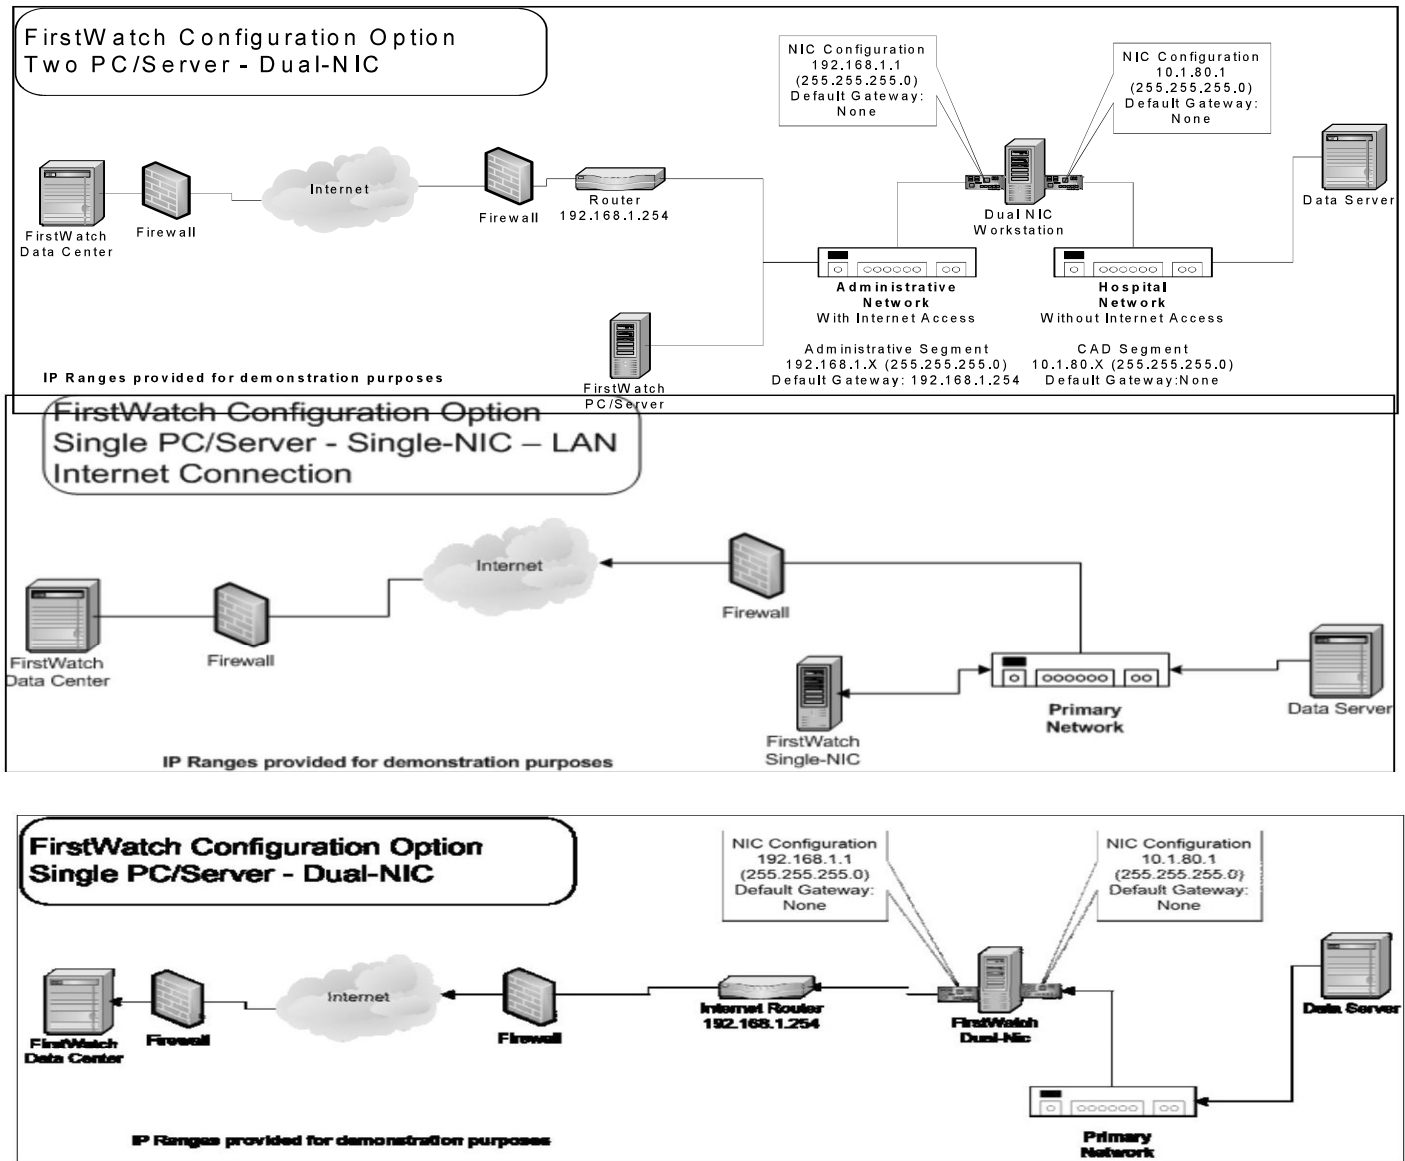 FirstWatch Configuration Option
Two PC/Server - Dual-NIC
NIC Configuration
192.168.1.1
(255.255.255.0)
Default Gateway:
None
NIC Configuration
10.1.80.1
(255.255.255.0)
Default Gateway:
None
FirstWatch
Data Center
Firewall
Internet
Firewall
Router
192.168.1.254
Dual NIC
Workstation
Data Server
Administrative
Network
With Internet Access
Hospital
Network
Without Internet Access
Administrative Segment
192.168.1.X (255.255.255.0)
Default Gateway: 192.168.1.254
CAD Segment
10.1.80.X (255.255.255.0)
Default Gateway:None
FirstWatch
PC/Server
IP Ranges provided for demonstration purposes
FirstWatch Configuration Option
Single PC/Server - Single-NIC – LAN
Internet Connection
FirstWatch
Data Center
Firewall
Internet
Firewall
FirstWatch
Single-NIC
Primary
Network
Data Server
IP Ranges provided for demonstration purposes
FirstWatch Configuration Option
Single PC/Server - Dual-NIC
NIC Configuration
192.168.1.1
(255.255.255.0)
Default Gateway:
None
NIC Configuration
10.1.80.1
(255.255.255.0)
Default Gateway:
None
FirstWatch
Data Center
Firewall
Internet
Firewall
Internet Router
192.168.1.254
FirstWatch
Dual-Nic
Data Server
Primary
Network
IP Ranges provided for demonstration purposes